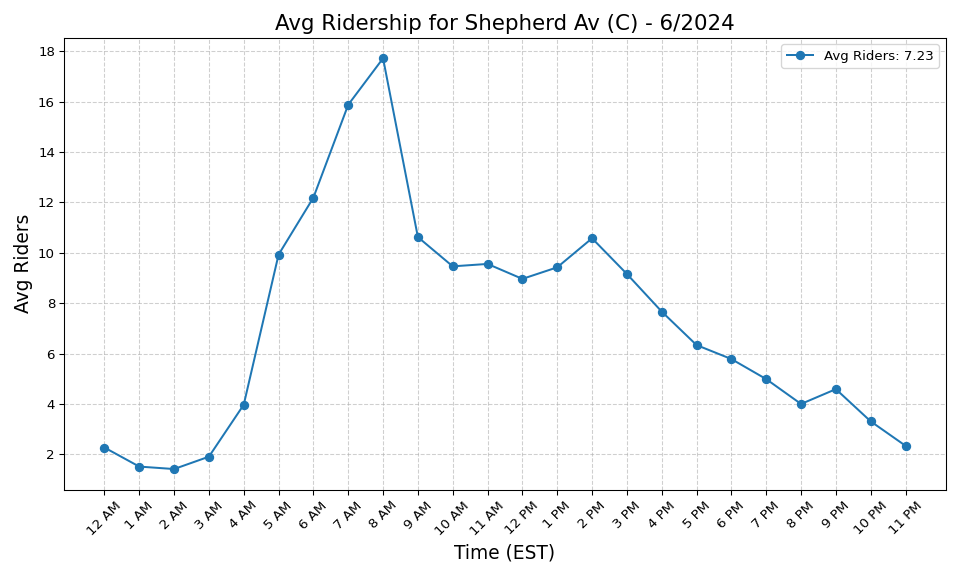 Avg Ridership for Shepherd Av (C) - 6/2024
Avg Riders: 7.23
Avg Riders
18
16
14
12
10
8
6
4
2
12 AM
1 AM
2 AM
3 AM
4 AM
5 AM
6 AM
7 AM
8 AM
9 AM
10 AM
11 AM
12 PM
1 PM
2 PM
3 PM
4 PM
5 PM
6 PM
7 PM
8 PM
9 PM
10 PM
11 PM
Time (EST)